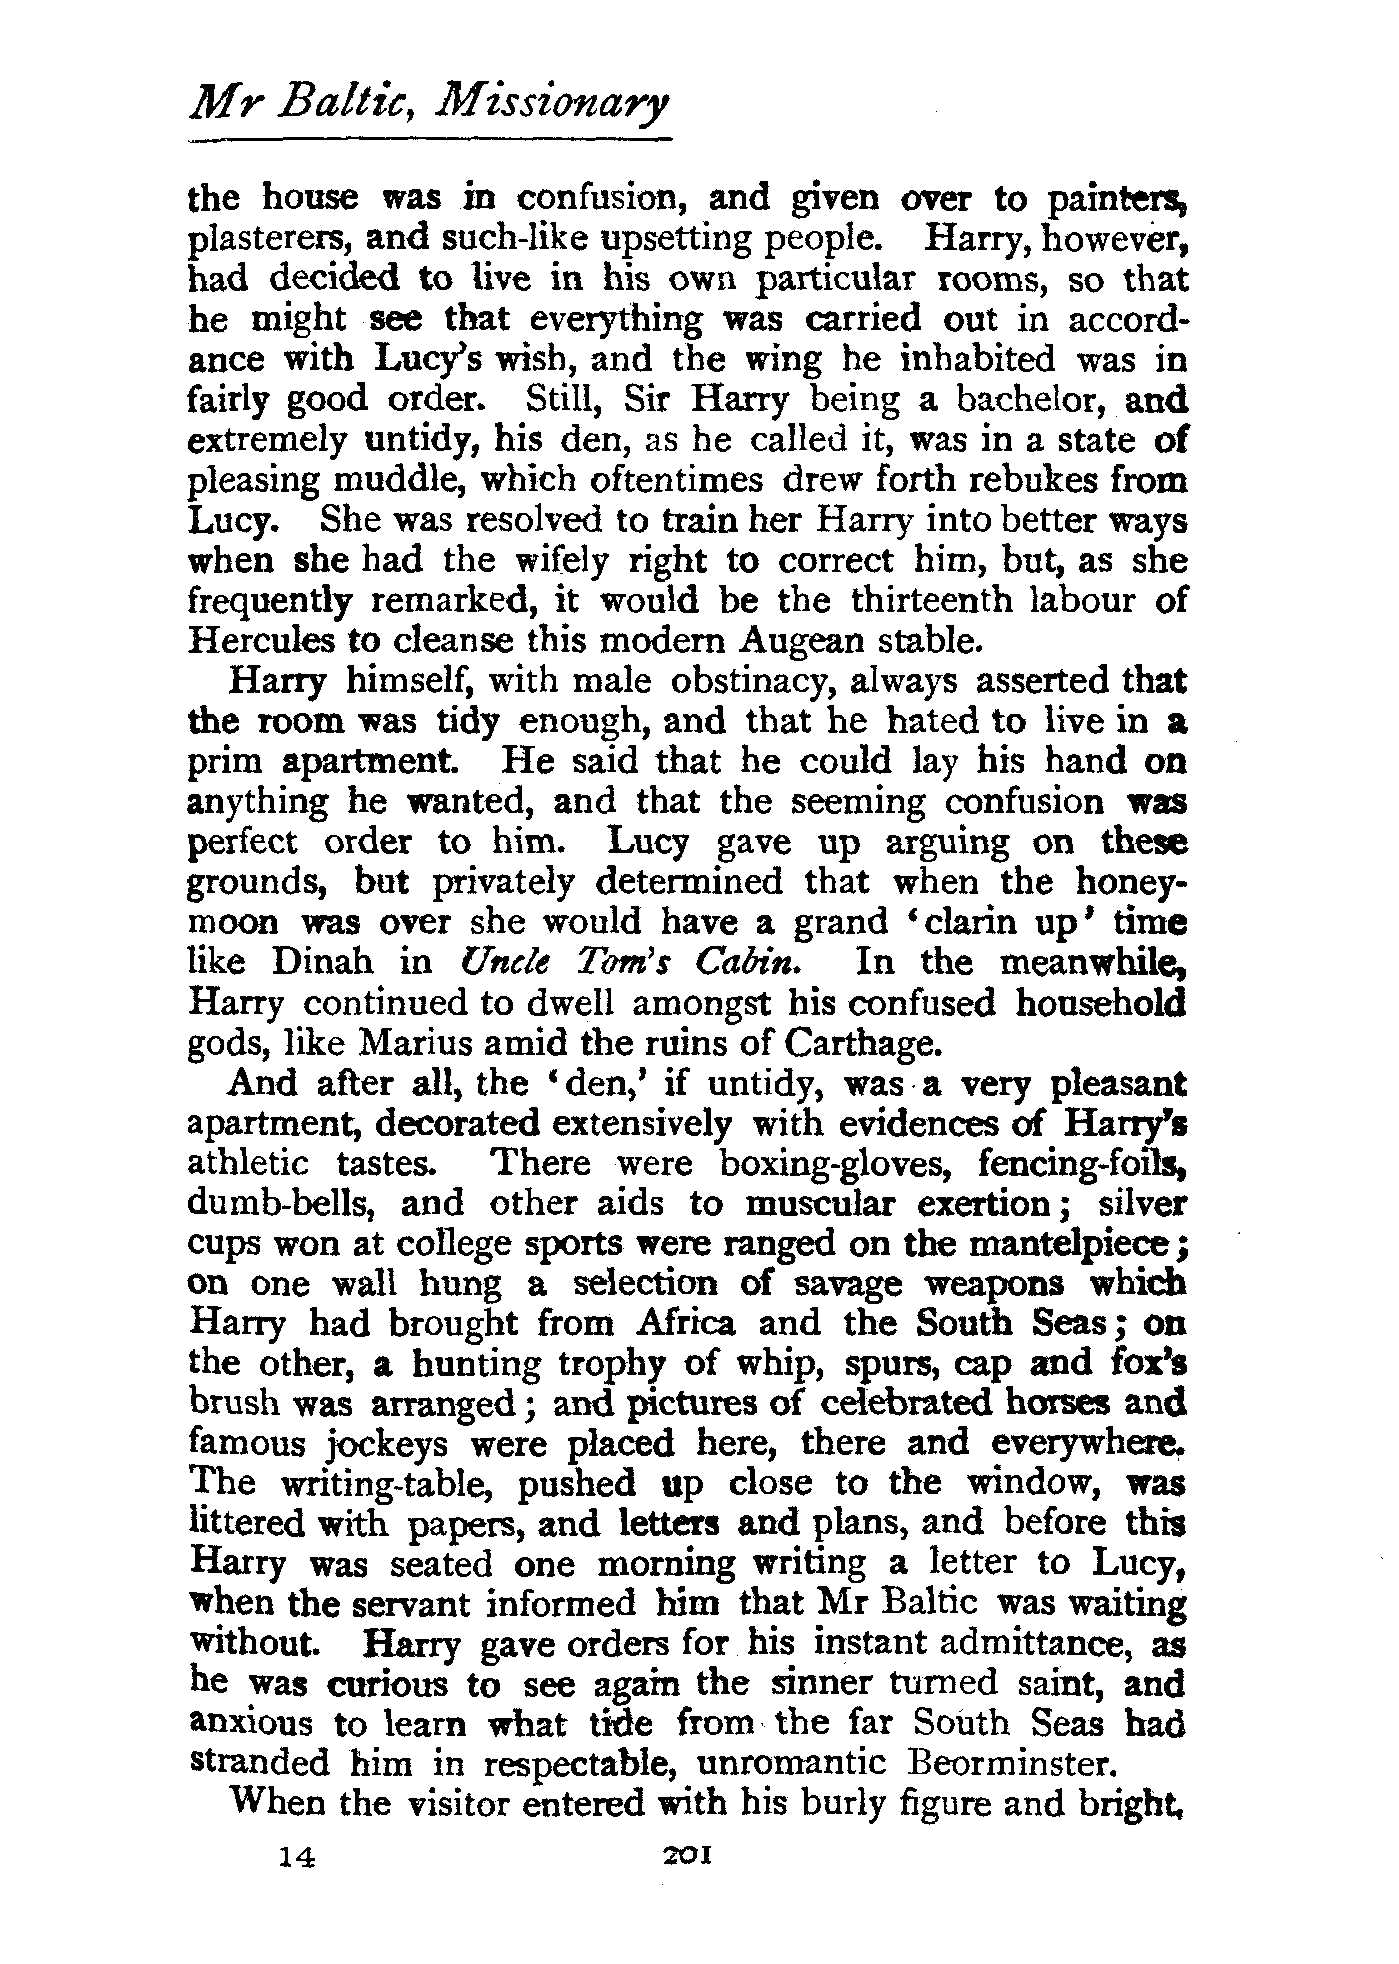 Mr Baltic, Missionary
the house was in confusion, and given over to painters,
plasterers, and such-like upsetting people. Harry, however,
had decided to live in his own particular rooms, so that
he might see that everything was carried out in accord-
ance with Lucy's wish, and the wing he inhabited was in
fairly good order. Still, Sir Harry being a bachelor, and
extremely untidy, his den, as he called it, was in a state of
pleasing muddle, which oftentimes drew forth rebukes from
Lucy. She was resolved to train her Harry into better ways
when she had the wifely right to correct him, but, as she
frequently remarked, it would be the thirteenth labour of
Hercules to cleanse this modern Augean stable.
Harry himself, with male obstinacy, always asserted that
the room was tidy enough, and that he hated to live in a
prim apartment. He said that he could lay his hand on
anything he wanted, and that the seeming confusion was
perfect order to him. Lucy gave up arguing on these
grounds, but privately determined that when the honey-
moon was over she would have a grand 'clarin up' time
like Dinah in Uncle Tom's Cabin. In the meanwhile,
Harry continued to dwell amongst his confused household
gods, like Marius amid the ruins of Carthage.
And after all, the 'den,' if untidy, was a very pleasant
apartment, decorated extensively with evidences of Harry's
athletic tastes. There were boxing-gloves, fencing-foils,
dumb-bells, and other aids to muscular exertion; silver
cups won at college sports were ranged on the mantelpiece;
on one wall hung a selection of savage weapons which
Harry had brought from Africa and the South Seas; on
the other, a hunting trophy of whip, spurs, cap and fox's
brush was arranged; and pictures of celebrated horses and
famous jockeys were placed here, there and everywhere.
The writing-table, pushed up close to the window, was
littered with papers, and letters and plans, and before this
Harry was seated one morning writing a letter to Lucy,
when the servant informed him that Mr Baltic was waiting
without. Harry gave orders for his instant admittance, as
he was curious to see again the sinner turned saint, and
anxious to learn what tide from the far South Seas had
stranded him in respectable, unromantic Beorminster.
When the visitor entered with his burly figure and bright,
14 201